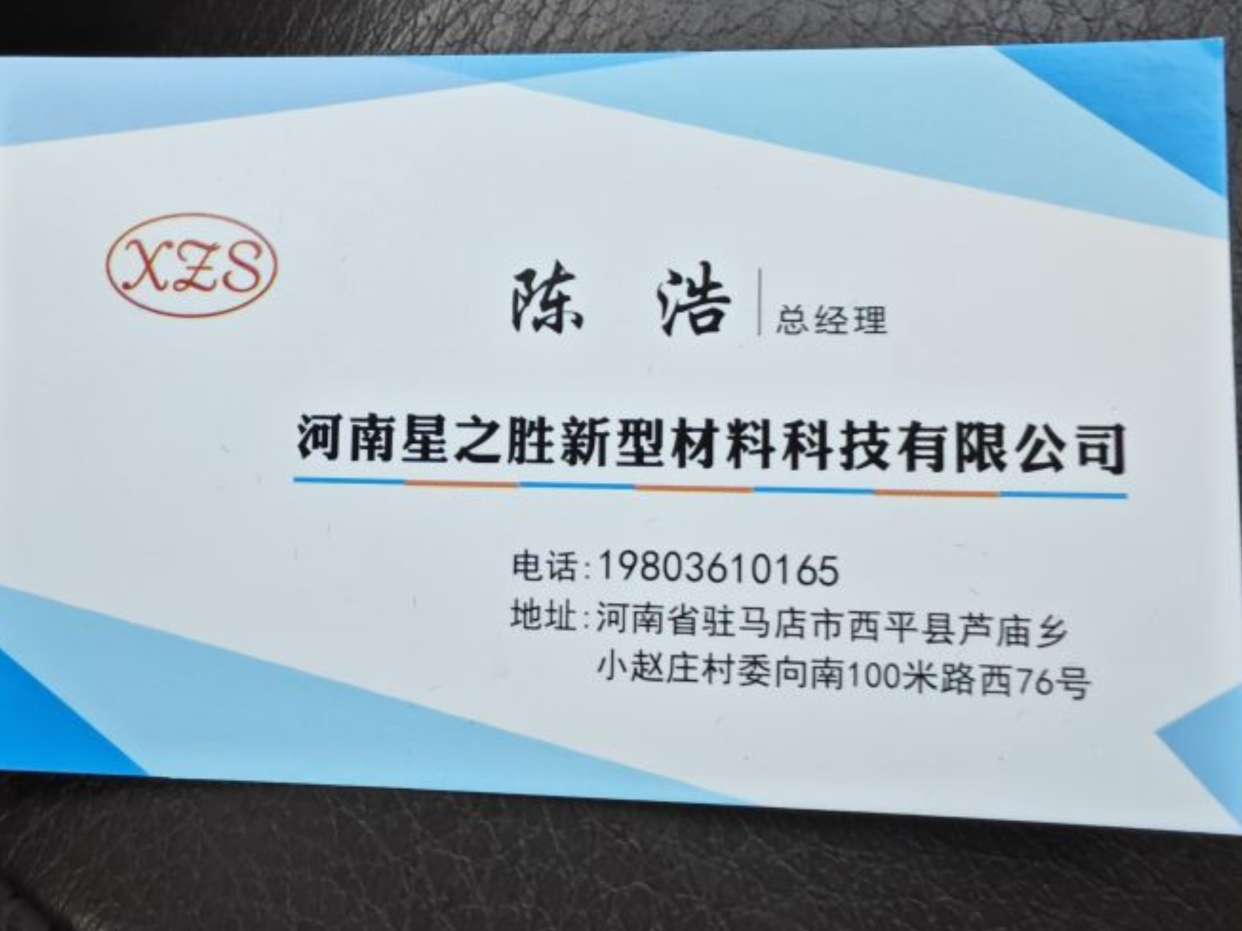 XZS
陈 浩 总经理
河南星之胜新型材料科技有限公司
电话:19803610165
地址:河南省驻马店市西平县芦庙乡
小赵庄村委向南100米路西76号